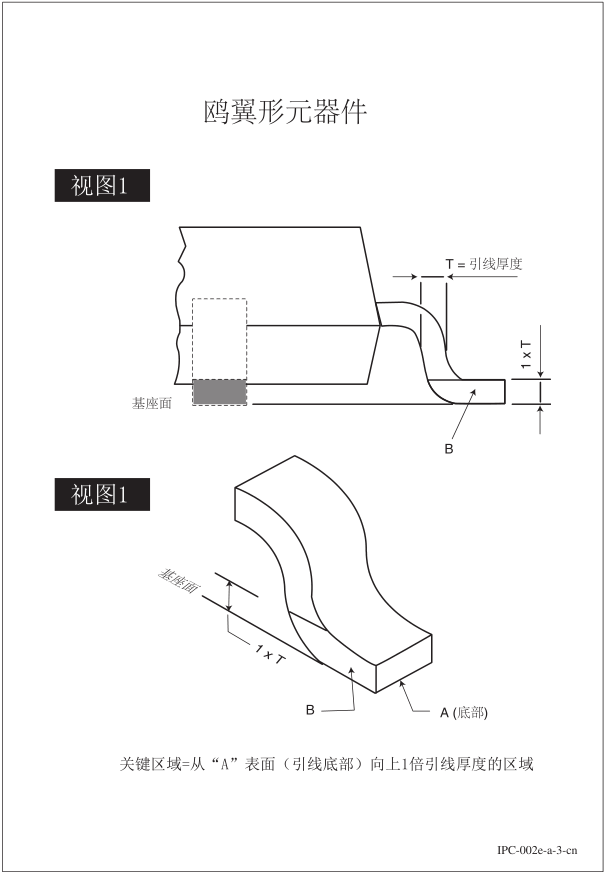 鸥翼形元器件
视图1
T = 引线厚度
1 x T
基座面
B
视图1
基座面
1 x T
B
A (底部)
关键区域=从“A”表面（引线底部）向上1倍引线厚度的区域
IPC-002e-a-3-cn